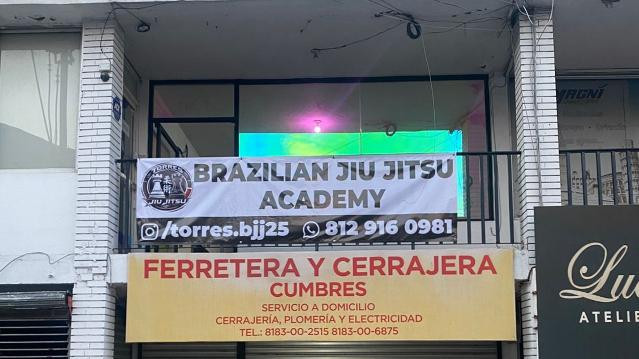 MAGNI
TORRES
JIU JITSU
BRAZILIAN JIU JITSU
ACADEMY
/torres.bjj25 812 916 0981
FERRETERA Y CERRAJERA
CUMBRES
SERVICIO A DOMICILIO
CERRAJERÍA, PLOMERÍA Y ELECTRICIDAD
TEL.: 8183-00-2515 8183-00-6875
ATELIE